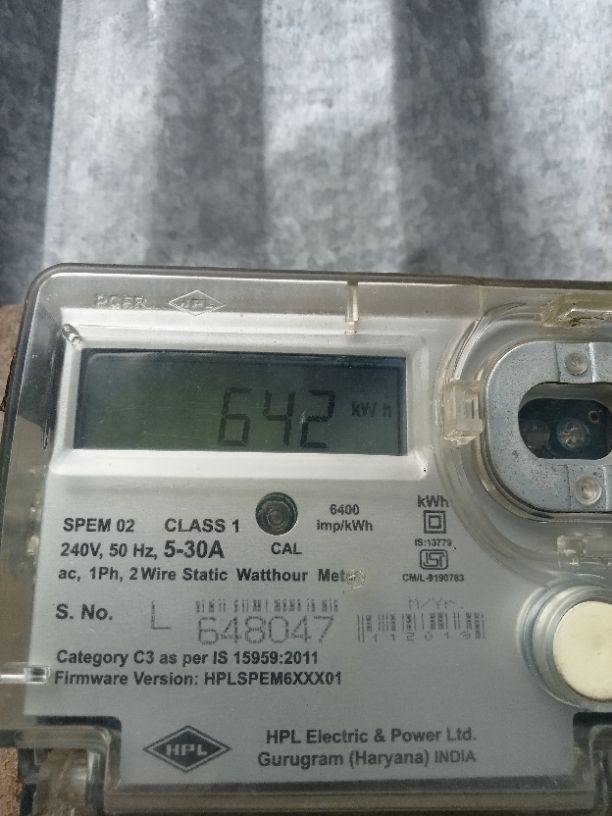 HPL
642 kWh
SPEM 02 CLASS 1 6400 imp/kWh kWh
240V, 50 Hz, 5-30A CAL IS:13779
ac, 1Ph, 2 Wire Static Watthour Meter CM/L-9190763
S. No. L 648047 M/Yr. 112018
Category C3 as per IS 15959:2011
Firmware Version: HPLSPEM6XXX01
HPL HPL Electric & Power Ltd.
Gurugram (Haryana) INDIA